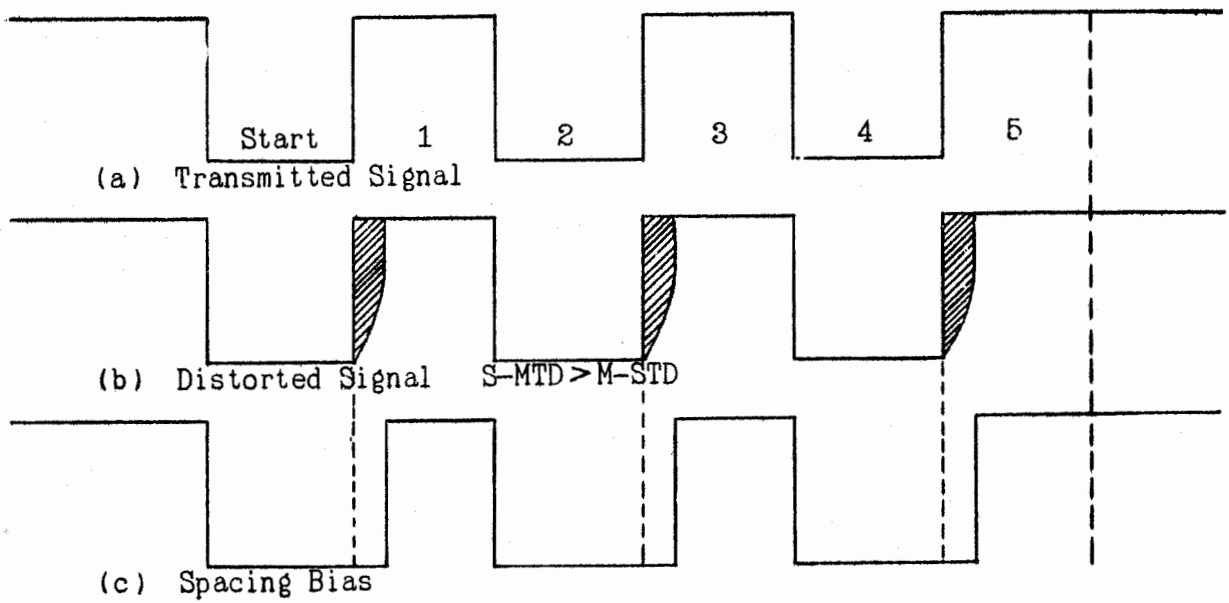 Start 1 2 3 4 5
(a) Transmitted Signal
(b) Distorted Signal S-MTD > M-STD
(c) Spacing Bias